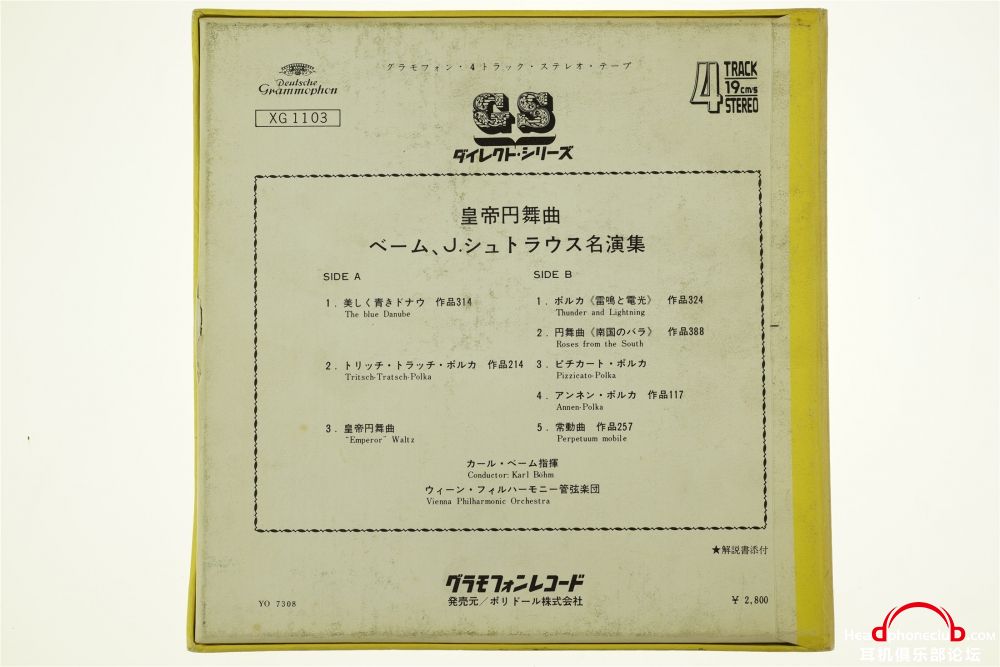 グラモフォン・4トラック・ステレオ・テープ
Deutsche
Grammophon
XG 1103
4 TRACK
19cm/s
STEREO
GS
ダイレクト・シリーズ
皇帝円舞曲
ベーム、J.シュトラウス名演集
SIDE A
1. 美しく青きドナウ 作品314
The blue Danube
2. トリッチ・トラッチ・ポルカ 作品214
Tritsch-Tratsch-Polka
3. 皇帝円舞曲
"Emperor" Waltz
SIDE B
1. ポルカ《雷鳴と電光》 作品324
Thunder and Lightning
2. 円舞曲《南国のバラ》 作品388
Roses from the South
3. ピチカート・ポルカ
Pizzicato-Polka
4. アンネン・ポルカ 作品117
Annen-Polka
5. 常動曲 作品257
Perpetuum mobile
カール・ベーム指揮
Conductor: Karl Böhm
ウィーン・フィルハーモニー管弦楽団
Vienna Philharmonic Orchestra
★解説書添付
グラモフォンレコード
発売元/ポリドール株式会社
YO 7308
¥ 2,800
Headphoneclub.com
耳机俱乐部论坛